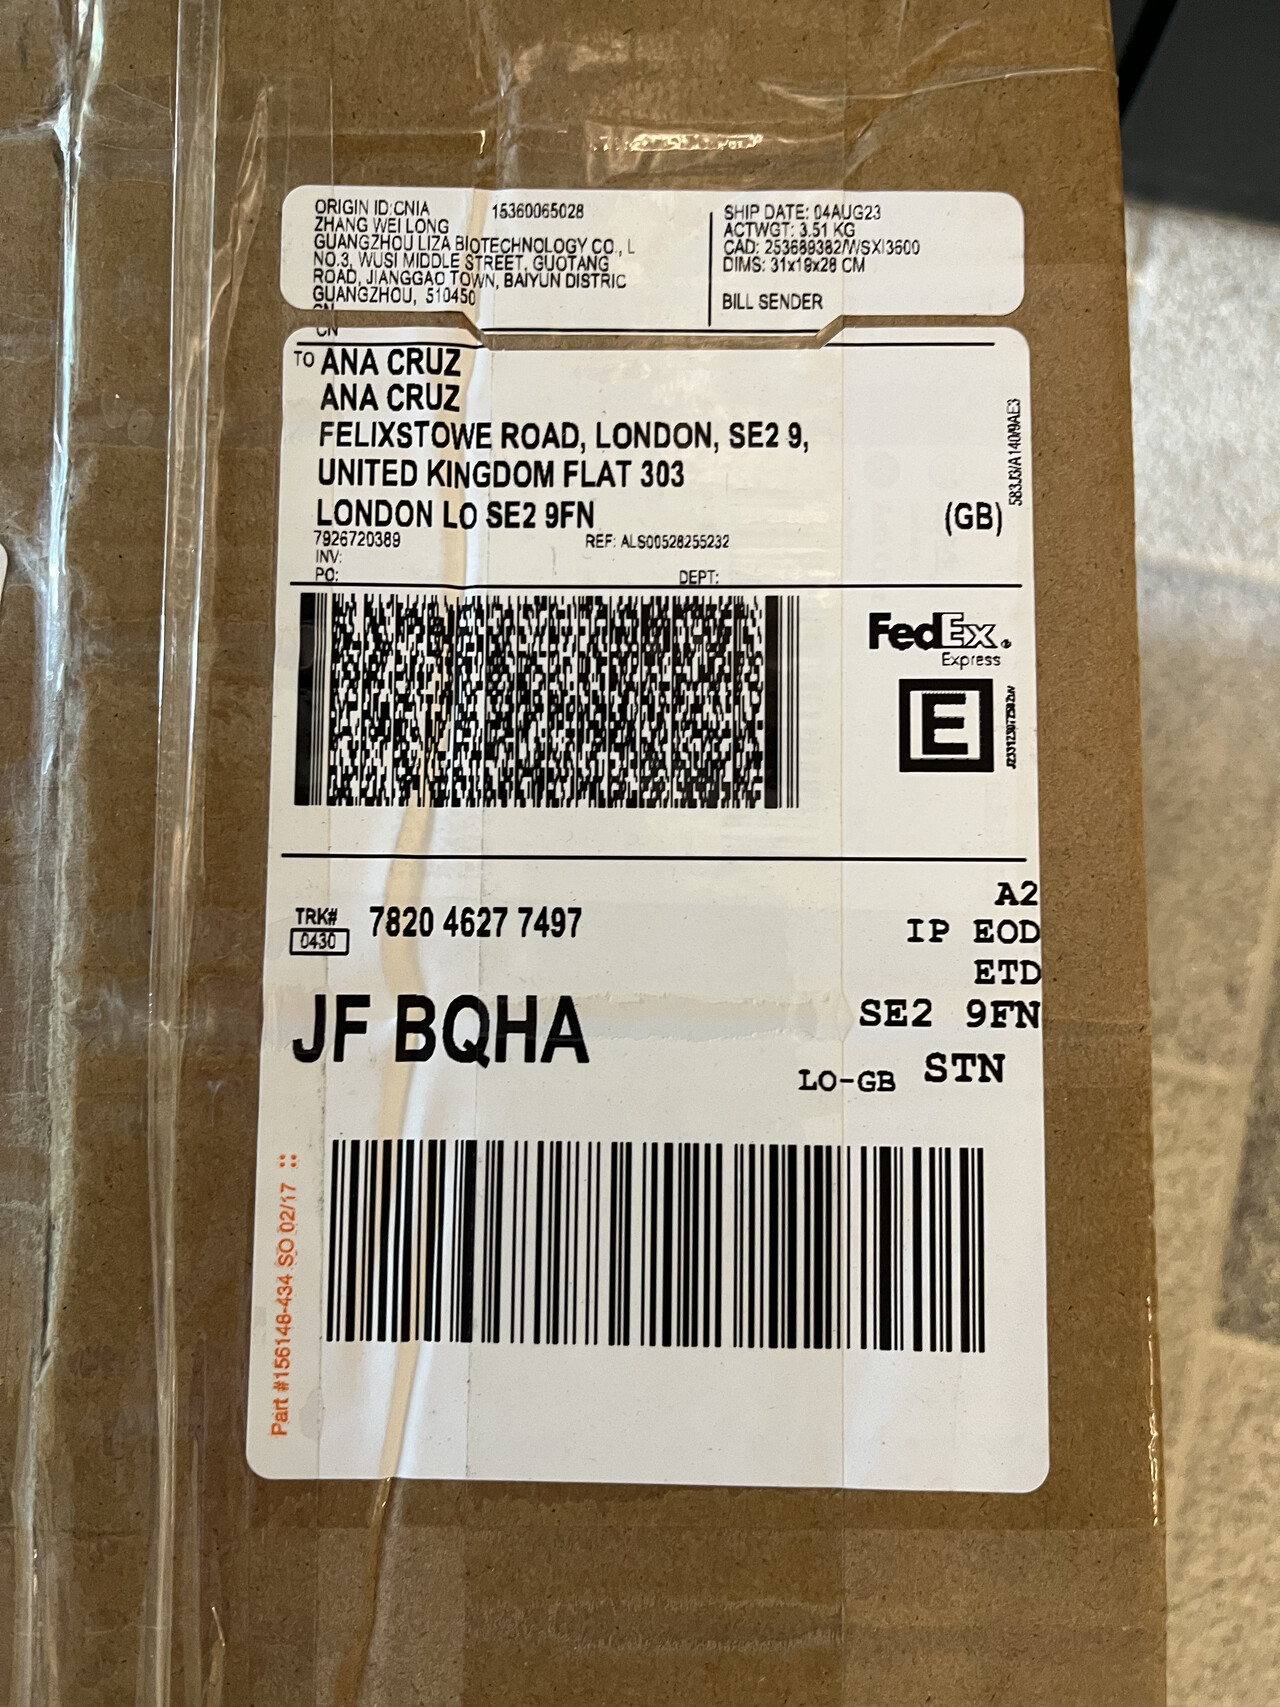 ORIGIN ID:CNIA 15360065028
ZHANG WEI LONG
GUANGZHOU LIZA BIOTECHNOLOGY CO., L
NO.3, WUSI MIDDLE STREET, GUOTANG
ROAD, JIANGGAO TOWN, BAIYUN DISTRIC
GUANGZHOU, 510450
CN
CN
SHIP DATE: 04AUG23
ACTWGT: 3.51 KG
CAD: 253689382/WSXI3600
DIMS: 31x18x28 CM
BILL SENDER
TO ANA CRUZ
ANA CRUZ
FELIXSTOWE ROAD, LONDON, SE2 9,
UNITED KINGDOM FLAT 303
LONDON LO SE2 9FN
(GB)
583J3/A140/9AE3
7926720389 REF: ALS00528255232
INV:
PO: DEPT:
FedEx®
Express
E
TRK# 7820 4627 7497
0430
A2
IP EOD
ETD
SE2 9FN
JF BQHA
LO-GB STN
Part #156148-434 SO 02/17